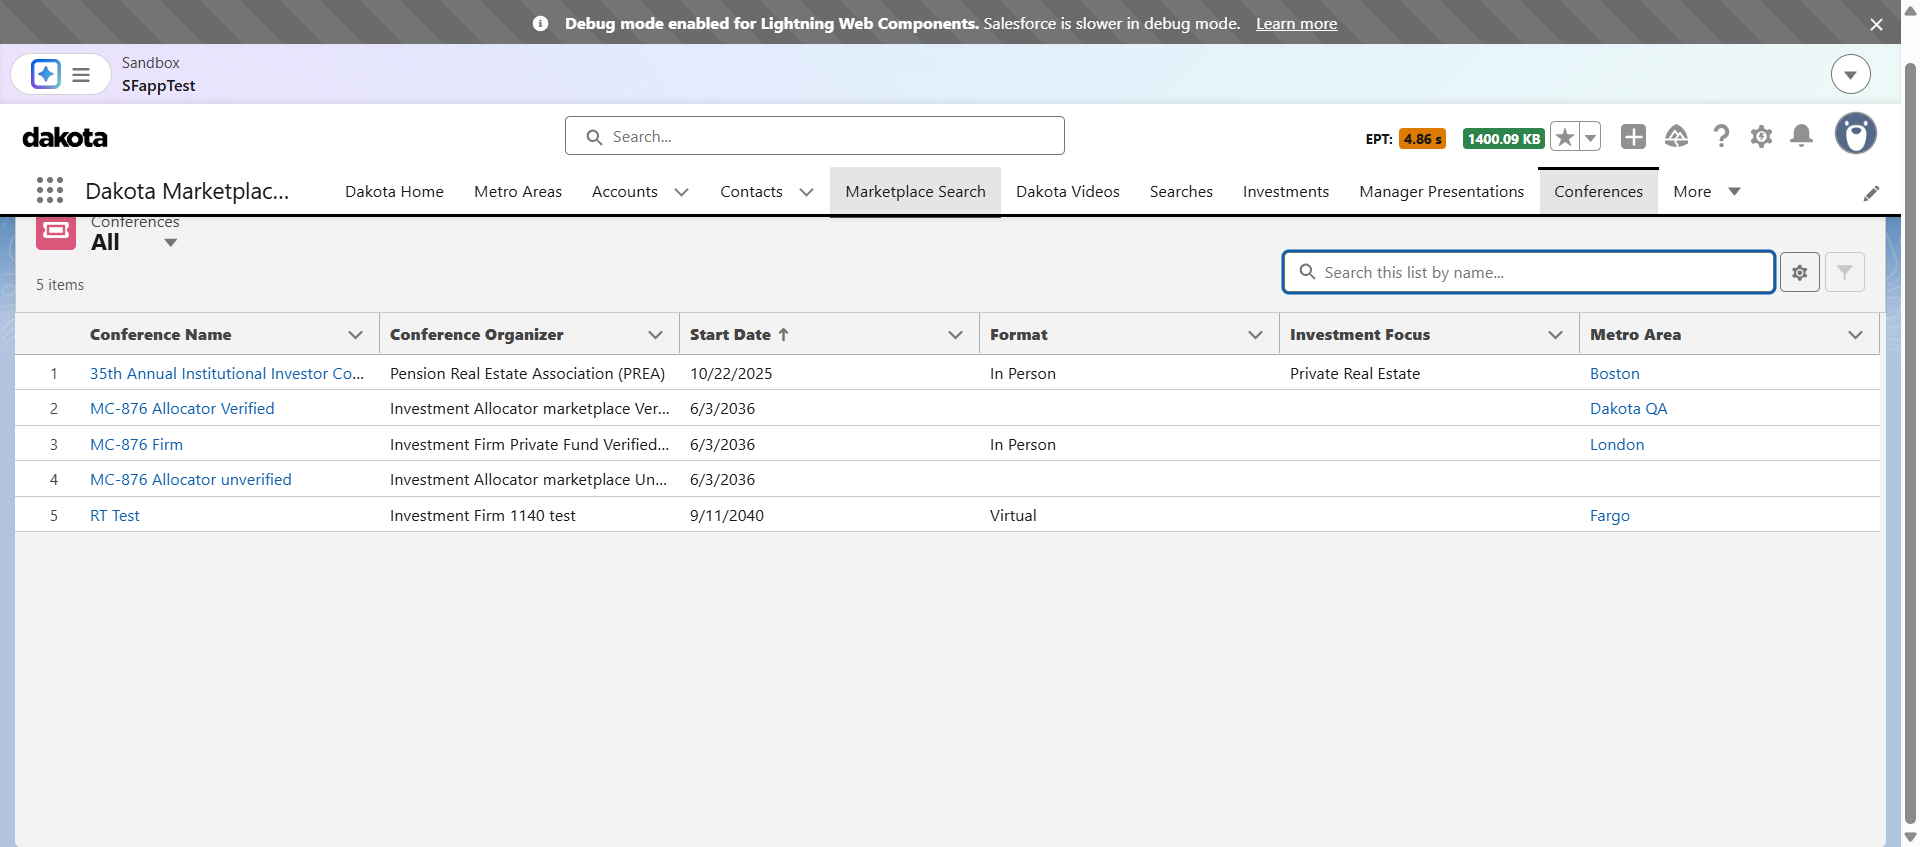 Debug mode enabled for Lightning Web Components. Salesforce is slower in debug mode. Learn more
Sandbox
SFappTest
dakota
Search...
EPT: 4.86 s 1400.09 KB
Dakota Marketplac... Dakota Home Metro Areas Accounts Contacts Marketplace Search Dakota Videos Searches Investments Manager Presentations Conferences More
Conferences
All
5 items
Search this list by name...
Conference Name Conference Organizer Start Date Format Investment Focus Metro Area
1 35th Annual Institutional Investor Co... Pension Real Estate Association (PREA) 10/22/2025 In Person Private Real Estate Boston
2 MC-876 Allocator Verified Investment Allocator marketplace Ver... 6/3/2036 Dakota QA
3 MC-876 Firm Investment Firm Private Fund Verified... 6/3/2036 In Person London
4 MC-876 Allocator unverified Investment Allocator marketplace Un... 6/3/2036
5 RT Test Investment Firm 1140 test 9/11/2040 Virtual Fargo